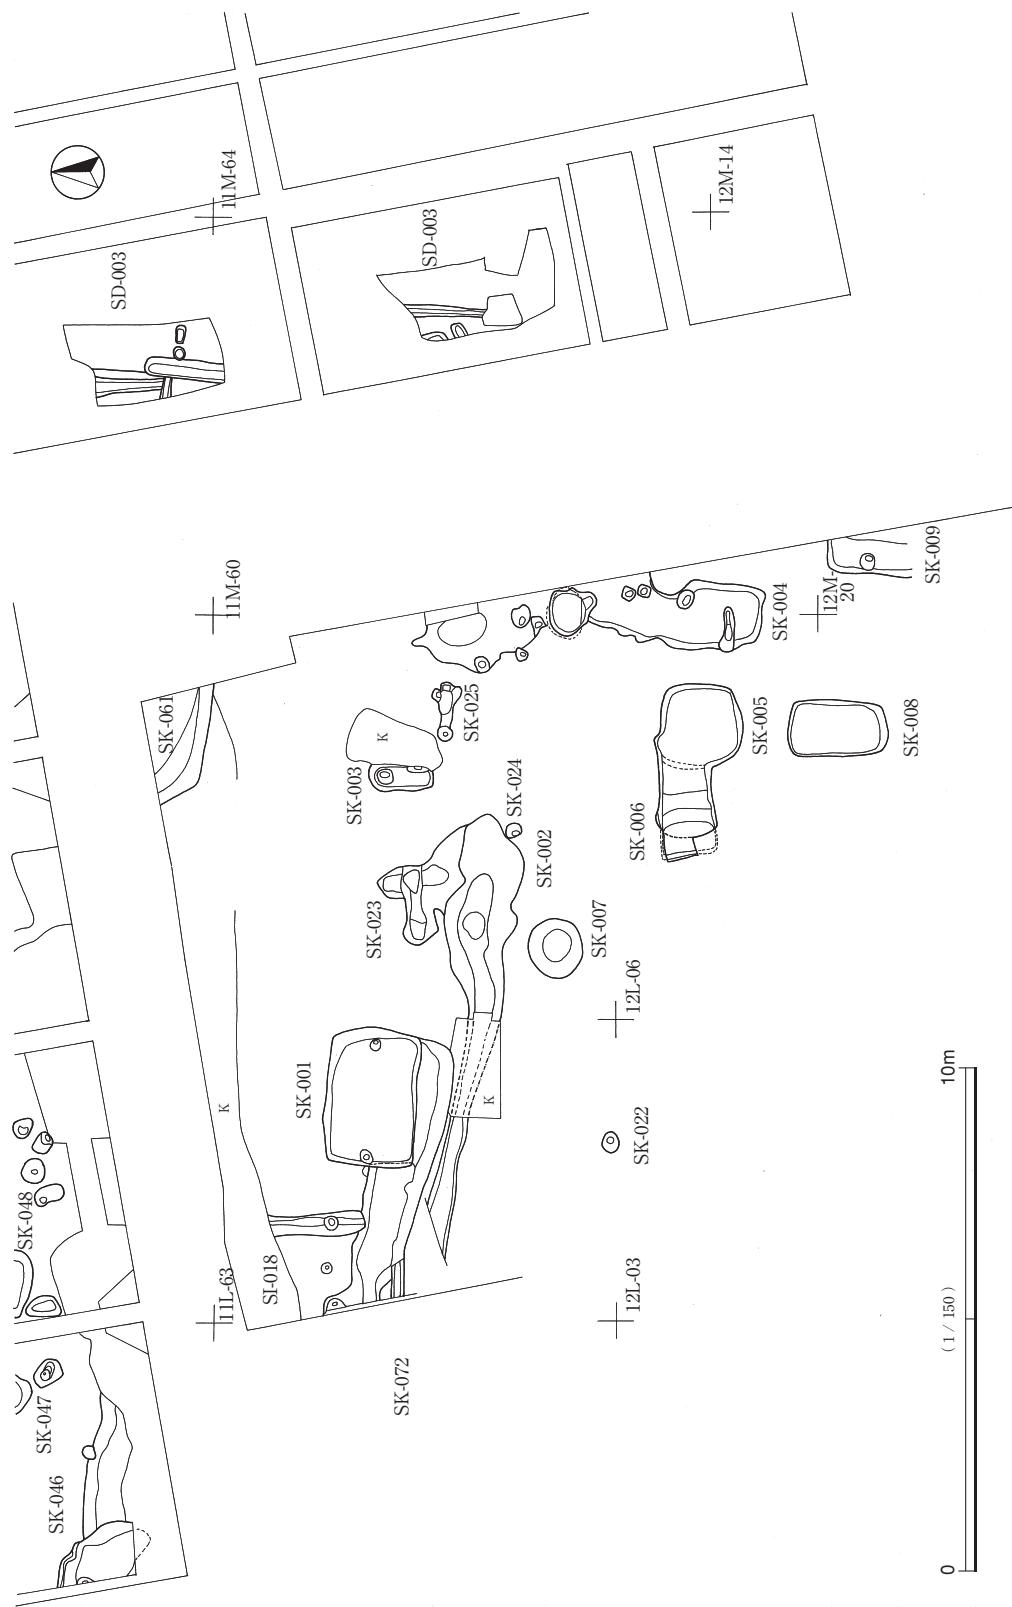 11M-64
12M-14
SD-003
SD-003
11M-60
SK-061
SK-009
SK-004
12M-
20
SK-025
K
SK-003
SK-005
SK-008
SK-024
SK-006
SK-002
SK-023
SK-007
12L-06
SK-001
K
K
10m
SK-022
SK-048
SI-018
11L-63
12L-03
(1/150)
SK-072
SK-047
SK-046
0